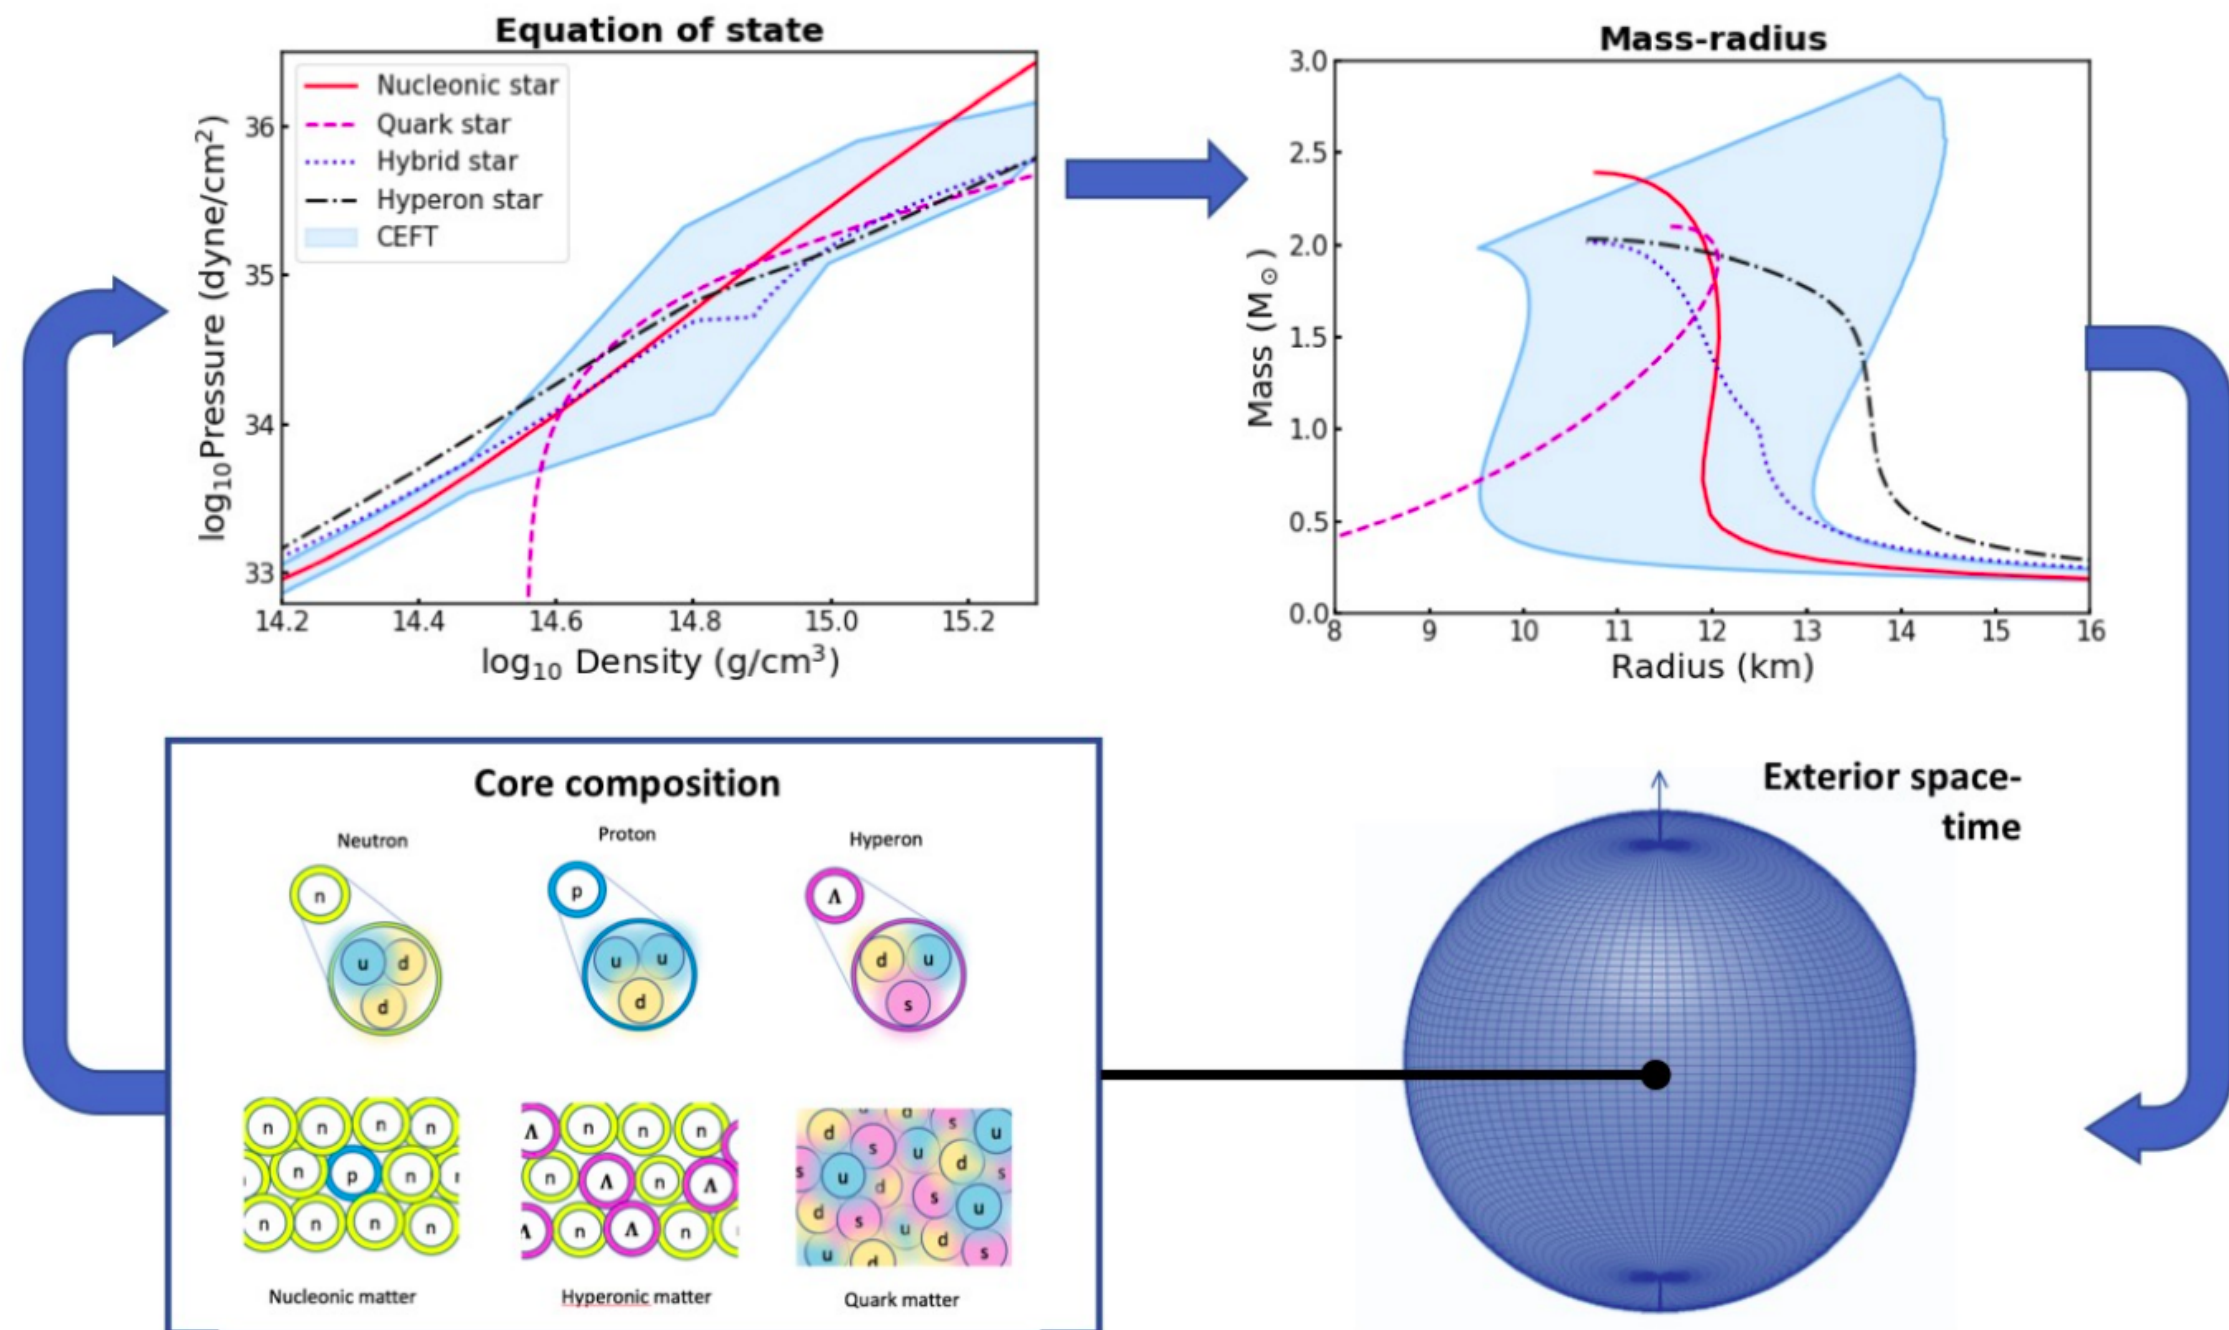 Equation of state
Nucleonic star
Quark star
Hybrid star
Hyperon star
CEFT
36
35
34
33
log₁₀Pressure (dyne/cm²)
14.2 14.4 14.6 14.8 15.0 15.2
log₁₀ Density (g/cm³)
Mass-radius
3.0
2.5
2.0
1.5
1.0
0.5
0.0
Mass (M⊙)
8 9 10 11 12 13 14 15 16
Radius (km)
Core composition
Neutron
Proton
Hyperon
n
u d
d
p
u u
d
Λ
d u
s
n n n n
n p n n
n n n n
Λ n n n
n Λ n Λ
Λ n Λ n
d s u
d s u d
s u d s u s
d s u d
u d s
Nucleonic matter
Hyperonic matter
Quark matter
Exterior space-
time